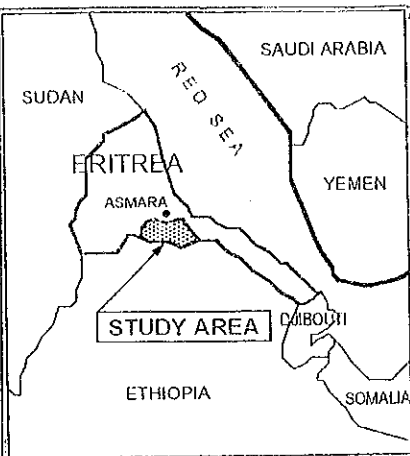 SAUDI ARABIA
SUDAN
RED SEA
ERITREA
YEMEN
ASMARA
STUDY AREA
DJIBOUTI
ETHIOPIA
SOMALIA